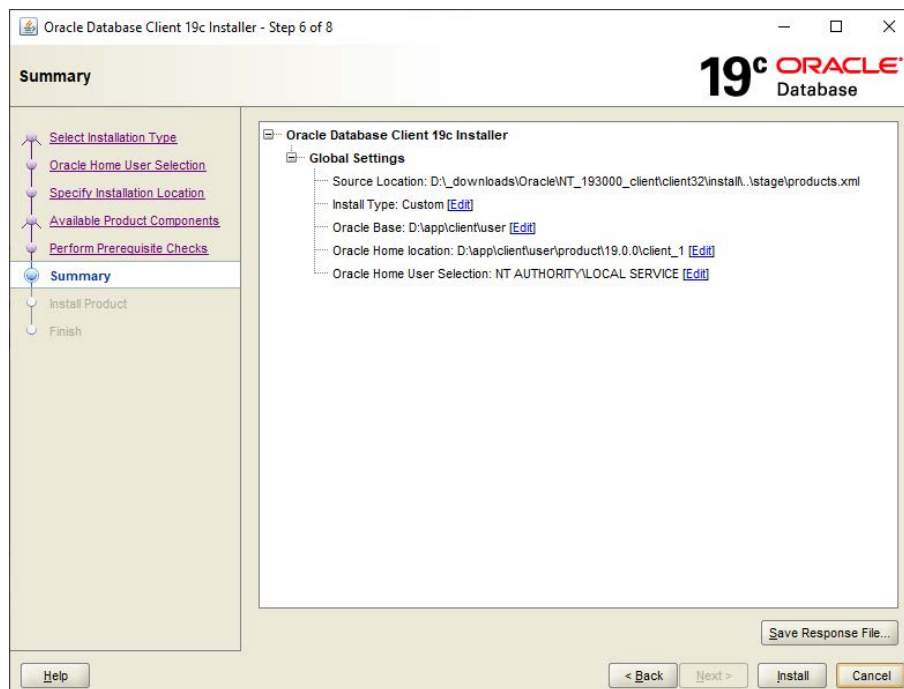 Oracle Database Client 19c Installer - Step 6 of 8
Summary
19c ORACLE
Database
Select Installation Type
Oracle Home User Selection
Specify Installation Location
Available Product Components
Perform Prerequisite Checks
Summary
Install Product
Finish
Oracle Database Client 19c Installer
Global Settings
Source Location: D:\_downloads\Oracle\NT_193000_client\client32\install\..\stage\products.xml
Install Type: Custom [Edit]
Oracle Base: D:\app\client\user [Edit]
Oracle Home location: D:\app\client\user\product\19.0.0\client_1 [Edit]
Oracle Home User Selection: NT AUTHORITY\LOCAL SERVICE [Edit]
Save Response File...
Help
< Back
Next >
Install
Cancel